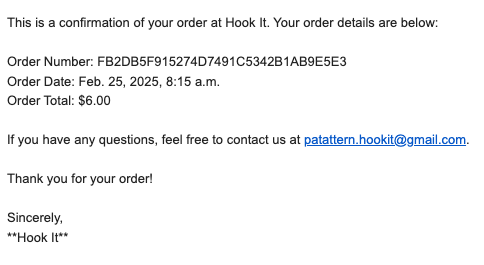 This is a confirmation of your order at Hook It. Your order details are below:
Order Number: FB2DB5F915274D7491C5342B1AB9E5E3
Order Date: Feb. 25, 2025, 8:15 a.m.
Order Total: $6.00
If you have any questions, feel free to contact us at patattern.hookit@gmail.com.
Thank you for your order!
Sincerely,
**Hook It**